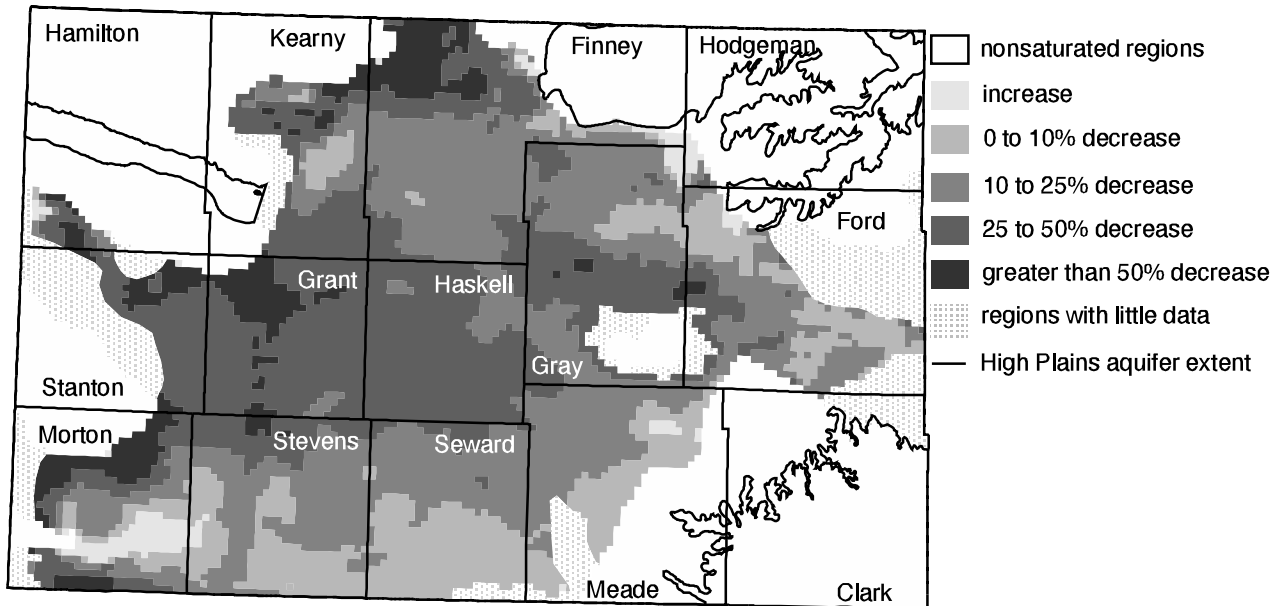 Hamilton
Kearny
Finney
Hodgeman
Ford
Grant
Haskell
Gray
Stanton
Morton
Stevens
Seward
Meade
Clark
nonsaturated regions
increase
0 to 10% decrease
10 to 25% decrease
25 to 50% decrease
greater than 50% decrease
regions with little data
High Plains aquifer extent